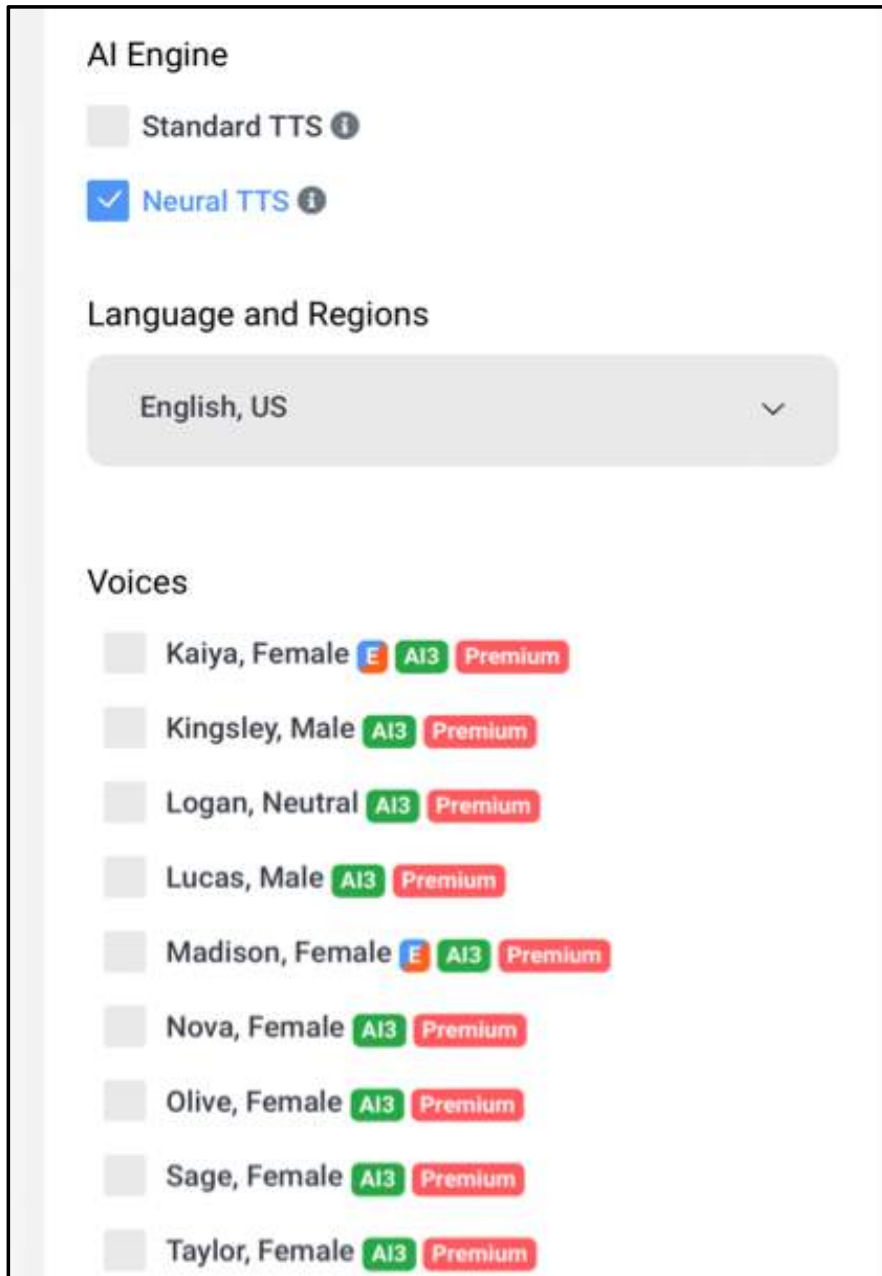 AI Engine
Standard TTS i
Neural TTS i
Language and Regions
English, US
Voices
Kaiya, Female E AI3 Premium
Kingsley, Male AI3 Premium
Logan, Neutral AI3 Premium
Lucas, Male AI3 Premium
Madison, Female E AI3 Premium
Nova, Female AI3 Premium
Olive, Female AI3 Premium
Sage, Female AI3 Premium
Taylor, Female AI3 Premium